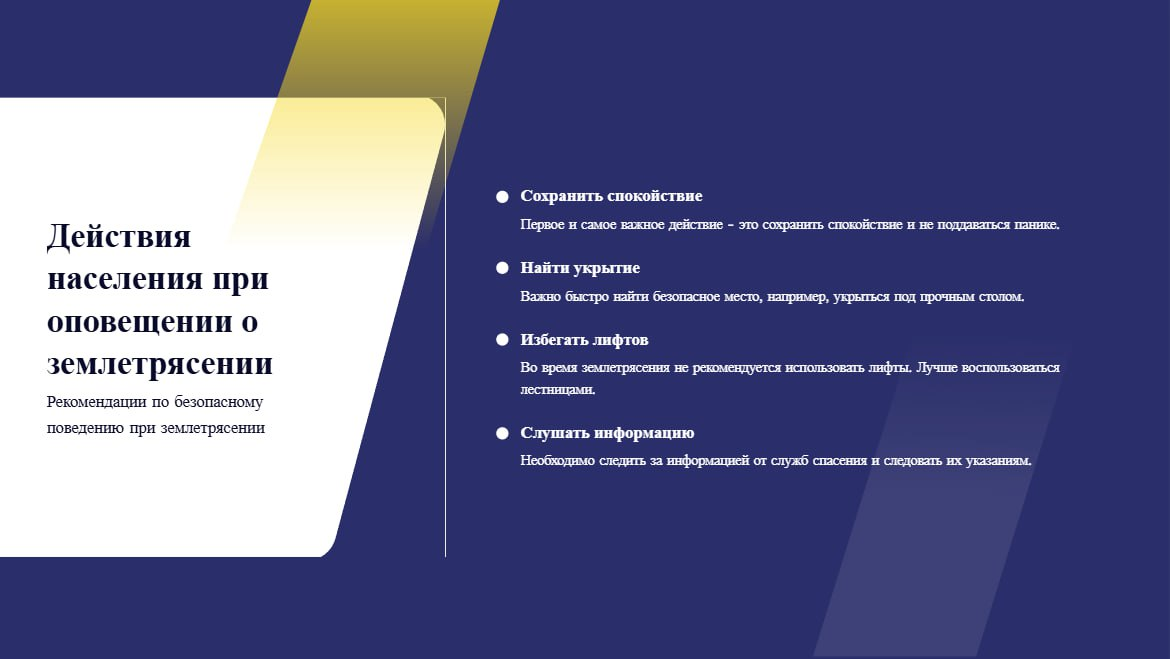 Действия
населения при
оповещении о
землетрясении
Рекомендации по безопасному
поведению при землетрясении
Сохранить спокойствие
Первое и самое важное действие - это сохранить спокойствие и не поддаваться панике.
Найти укрытие
Важно быстро найти безопасное место, например, укрыться под прочным столом.
Избегать лифтов
Во время землетрясения не рекомендуется использовать лифты. Лучше воспользоваться
лестницами.
Слушать информацию
Необходимо следить за информацией от служб спасения и следовать их указаниям.